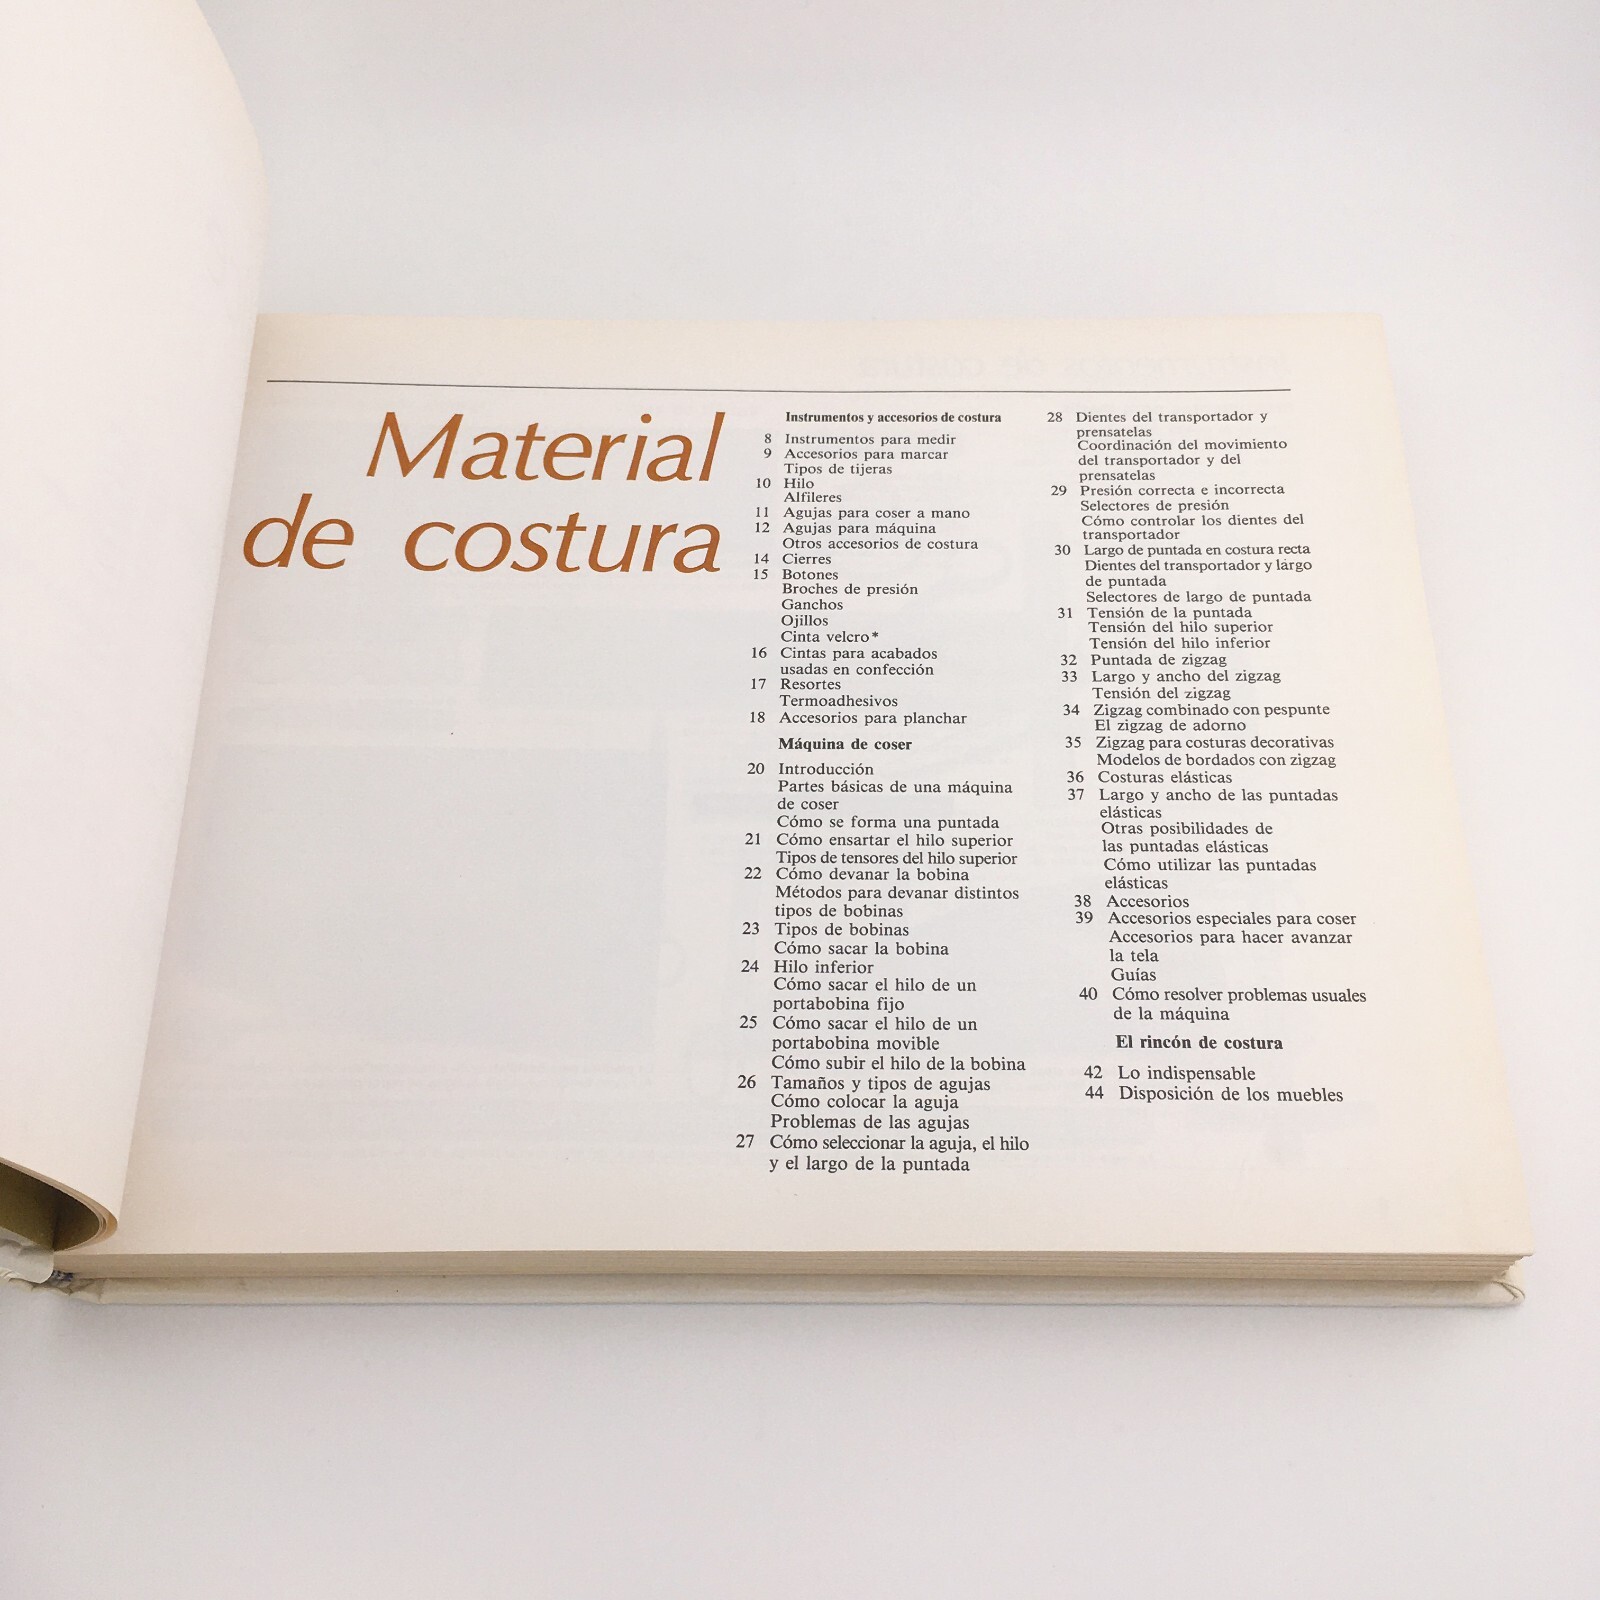 Material
de costura
Instrumentos y accesorios de costura
8 Instrumentos para medir
9 Accesorios para marcar
Tipos de tijeras
10 Hilo
Alfileres
11 Agujas para coser a mano
12 Agujas para máquina
Otros accesorios de costura
14 Cierres
15 Botones
Broches de presión
Ganchos
Ojillos
Cinta velcro*
16 Cintas para acabados
usadas en confección
17 Resortes
Termoadhesivos
18 Accesorios para planchar
Máquina de coser
20 Introducción
Partes básicas de una máquina
de coser
Cómo se forma una puntada
21 Cómo ensartar el hilo superior
Tipos de tensores del hilo superior
22 Cómo devanar la bobina
Métodos para devanar distintos
tipos de bobinas
23 Tipos de bobinas
Cómo sacar la bobina
24 Hilo inferior
Cómo sacar el hilo de un
portabobina fijo
25 Cómo sacar el hilo de un
portabobina movible
Cómo subir el hilo de la bobina
26 Tamaños y tipos de agujas
Cómo colocar la aguja
Problemas de las agujas
27 Cómo seleccionar la aguja, el hilo
y el largo de la puntada
28 Dientes del transportador y
prensatelas
Coordinación del movimiento
del transportador y del
prensatelas
29 Presión correcta e incorrecta
Selectores de presión
Cómo controlar los dientes del
transportador
30 Largo de puntada en costura recta
Dientes del transportador y largo
de puntada
Selectores de largo de puntada
31 Tensión de la puntada
Tensión del hilo superior
Tensión del hilo inferior
32 Puntada de zigzag
33 Largo y ancho del zigzag
Tensión del zigzag
34 Zigzag combinado con pespunte
El zigzag de adorno
35 Zigzag para costuras decorativas
Modelos de bordados con zigzag
36 Costuras elásticas
37 Largo y ancho de las puntadas
elásticas
Otras posibilidades de
las puntadas elásticas
Cómo utilizar las puntadas
elásticas
38 Accesorios
39 Accesorios especiales para coser
Accesorios para hacer avanzar
la tela
Guías
40 Cómo resolver problemas usuales
de la máquina
El rincón de costura
42 Lo indispensable
44 Disposición de los muebles